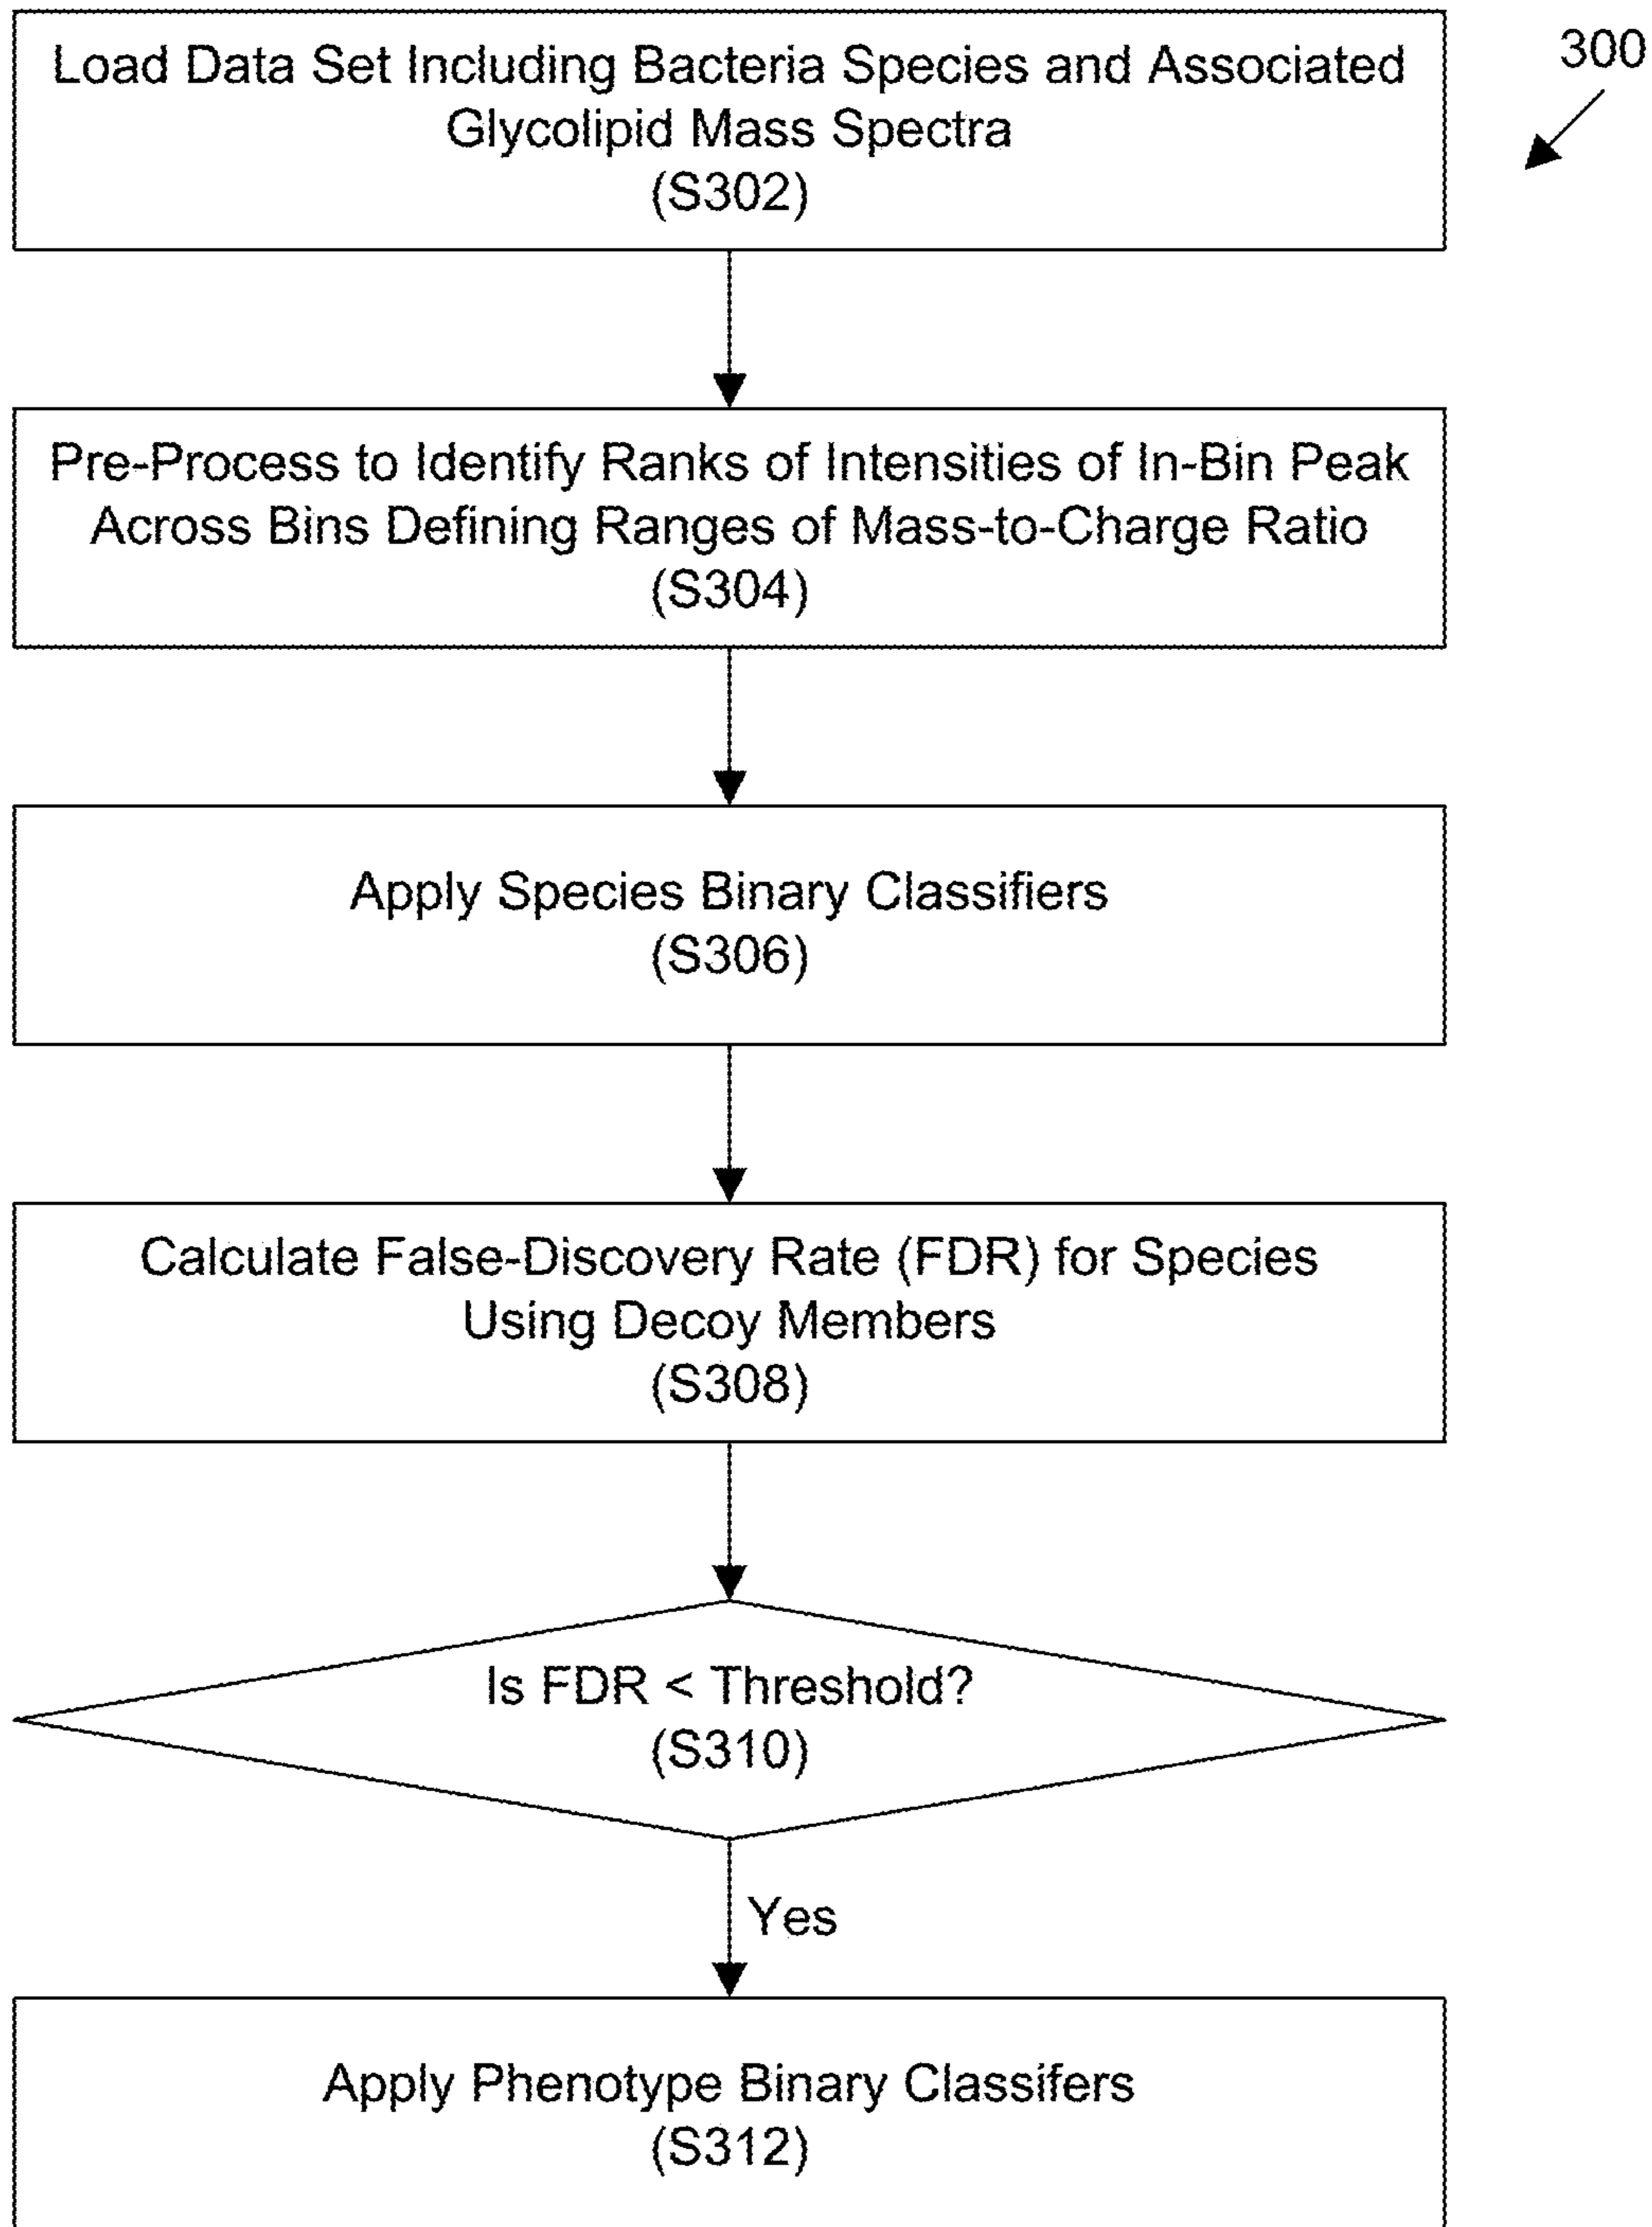 Load Data Set Including Bacteria Species and Associated
Glycolipid Mass Spectra
(S302)
300
Pre-Process to Identify Ranks of Intensities of In-Bin Peak
Across Bins Defining Ranges of Mass-to-Charge Ratio
(S304)
Apply Species Binary Classifiers
(S306)
Calculate False-Discovery Rate (FDR) for Species
Using Decoy Members
(S308)
Is FDR < Threshold?
(S310)
Yes
Apply Phenotype Binary Classifers
(S312)